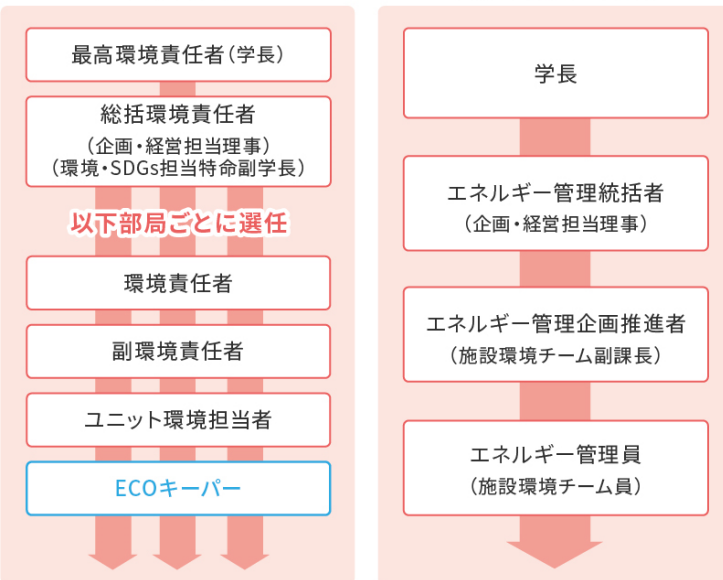 最高環境責任者（学長）
総括環境責任者
（企画・経営担当理事）
（環境・SDGs担当特命副学長）
以下部局ごとに選任
環境責任者
副環境責任者
ユニット環境担当者
ECOキーパー
学長
エネルギー管理統括者
（企画・経営担当理事）
エネルギー管理企画推進者
（施設環境チーム副課長）
エネルギー管理員
（施設環境チーム員）